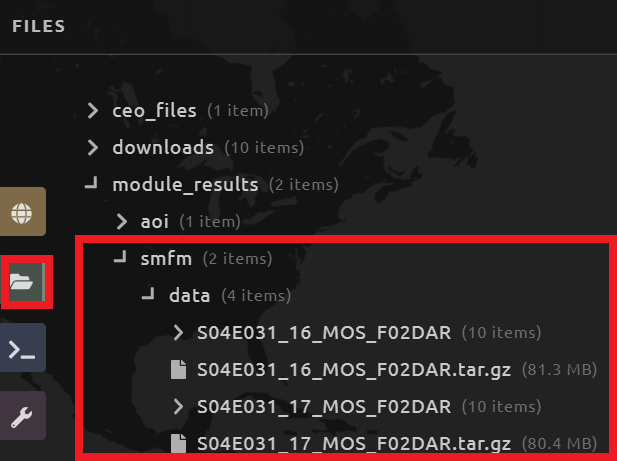 FILES
ceo_files (1 item)
downloads (10 items)
module_results (2 items)
aoi (1 item)
smfm (2 items)
data (4 items)
S04E031_16_MOS_F02DAR (10 items)
S04E031_16_MOS_F02DAR.tar.gz (81.3 MB)
S04E031_17_MOS_F02DAR (10 items)
S04E031_17_MOS_F02DAR.tar.gz (80.4 MB)